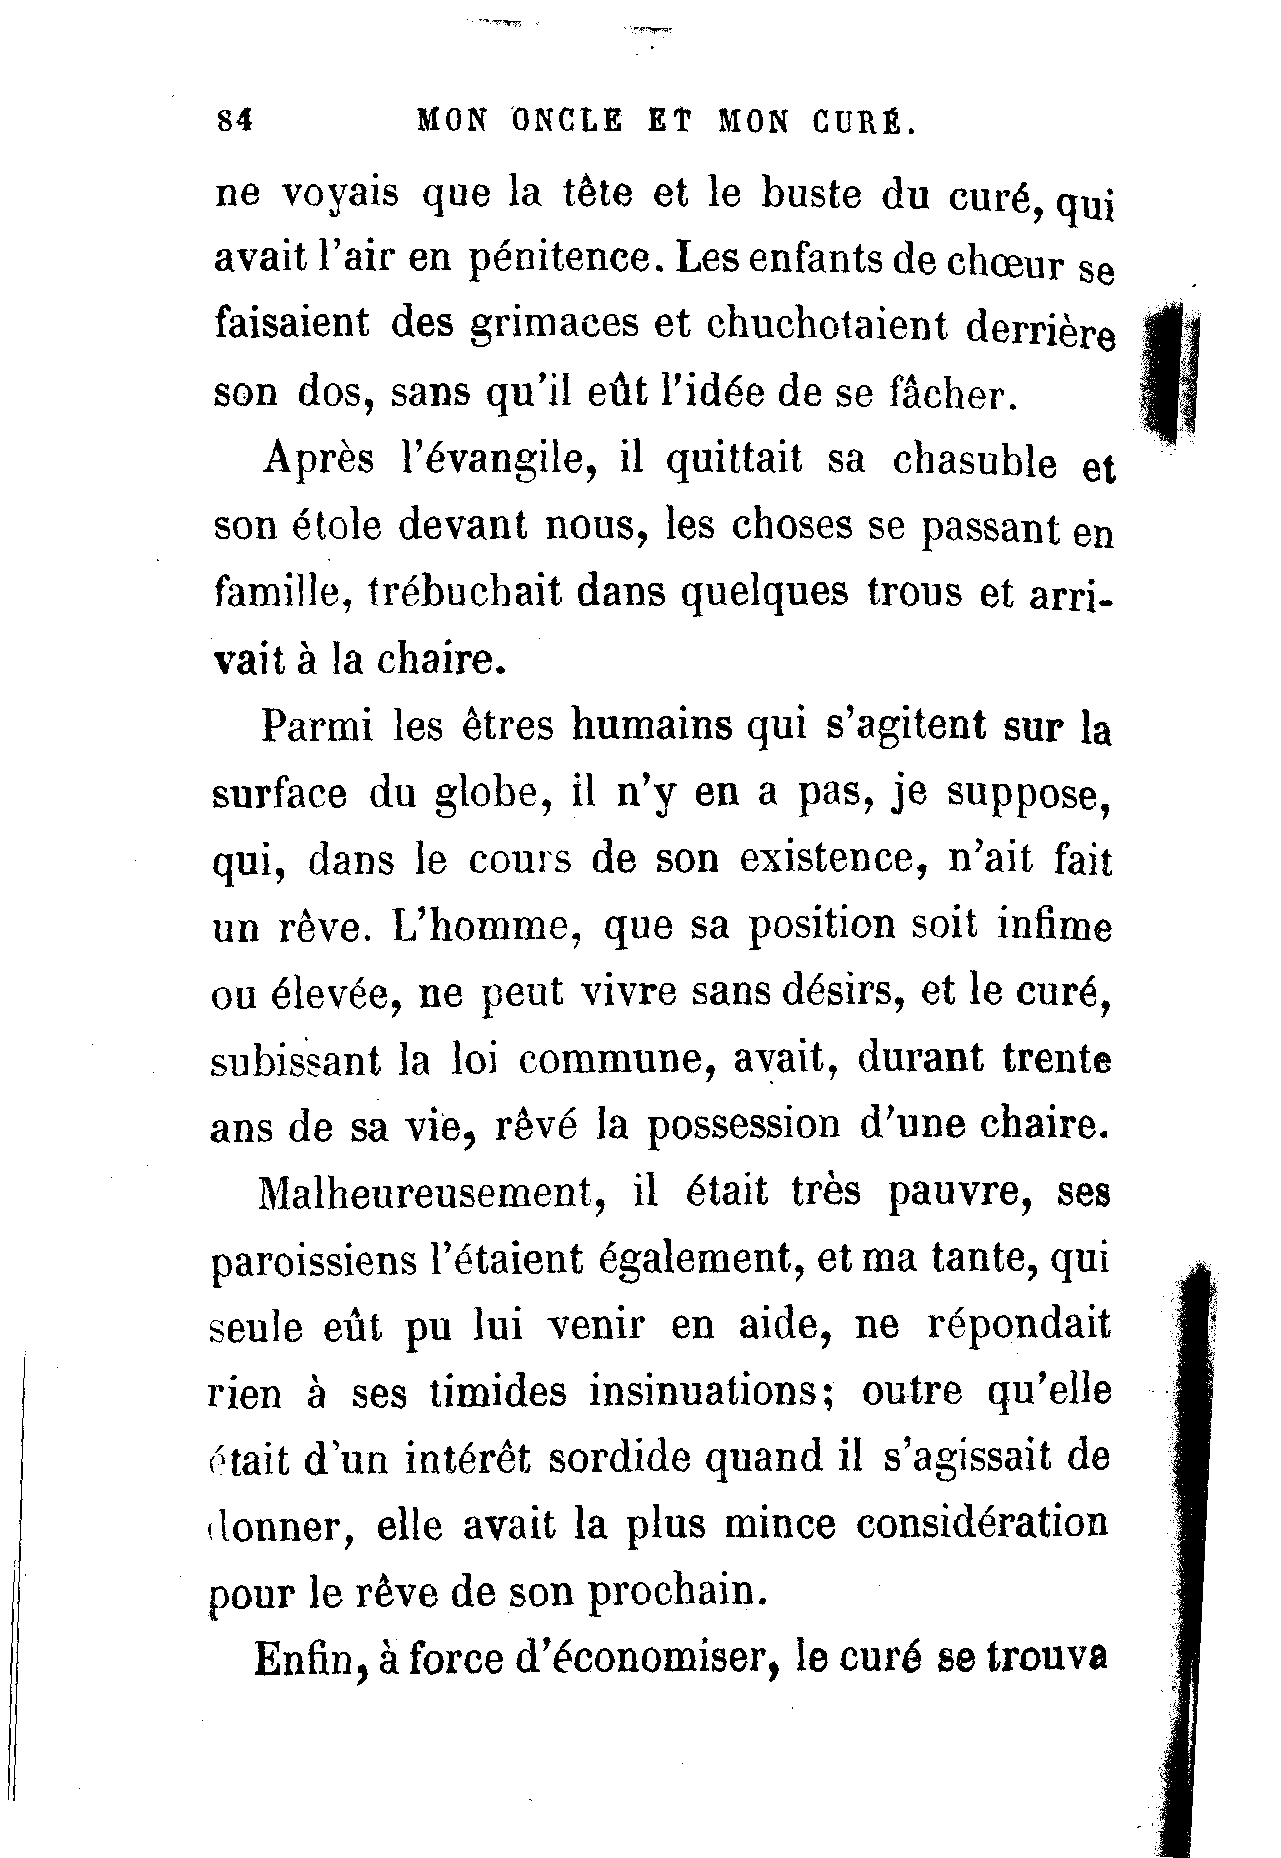 84 MON ONCLE ET MON CURÉ.
ne voyais que la tête et le buste du curé, qui
avait l'air en pénitence. Les enfants de chœur se
faisaient des grimaces et chuchotaient derrière
son dos, sans qu'il eût l'idée de se fâcher.
Après l'évangile, il quittait sa chasuble et
son étole devant nous, les choses se passant en
famille, trébuchait dans quelques trous et arri-
vait à la chaire.
Parmi les êtres humains qui s'agitent sur la
surface du globe, il n'y en a pas, je suppose,
qui, dans le cours de son existence, n'ait fait
un rêve. L'homme, que sa position soit infime
ou élevée, ne peut vivre sans désirs, et le curé,
subissant la loi commune, avait, durant trente
ans de sa vie, rêvé la possession d'une chaire.
Malheureusement, il était très pauvre, ses
paroissiens l'étaient également, et ma tante, qui
seule eût pu lui venir en aide, ne répondait
rien à ses timides insinuations; outre qu'elle
était d'un intérêt sordide quand il s'agissait de
donner, elle avait la plus mince considération
pour le rêve de son prochain.
Enfin, à force d'économiser, le curé se trouva